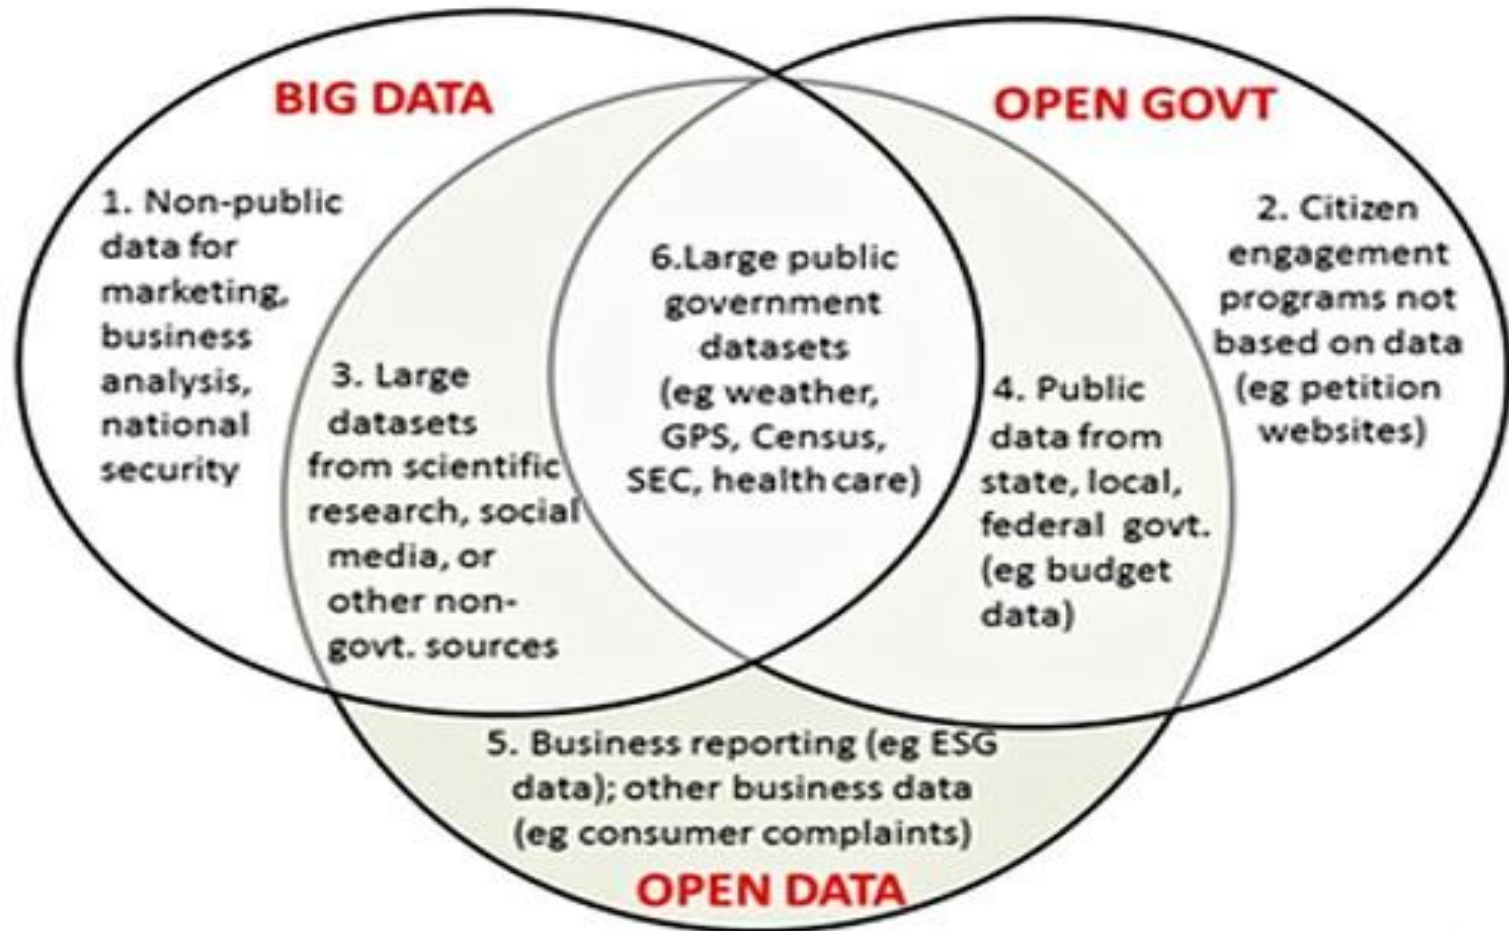 BIG DATA
OPEN GOVT
1. Non-public
data for
marketing,
business
analysis,
national
security
2. Citizen
engagement
programs not
based on data
(eg petition
websites)
3. Large
datasets
from scientific
research, social
media, or
other non-
govt. sources
6.Large public
government
datasets
(eg weather,
GPS, Census,
SEC, health care)
4. Public
data from
state, local,
federal govt.
(eg budget
data)
5. Business reporting (eg ESG
data); other business data
(eg consumer complaints)
OPEN DATA